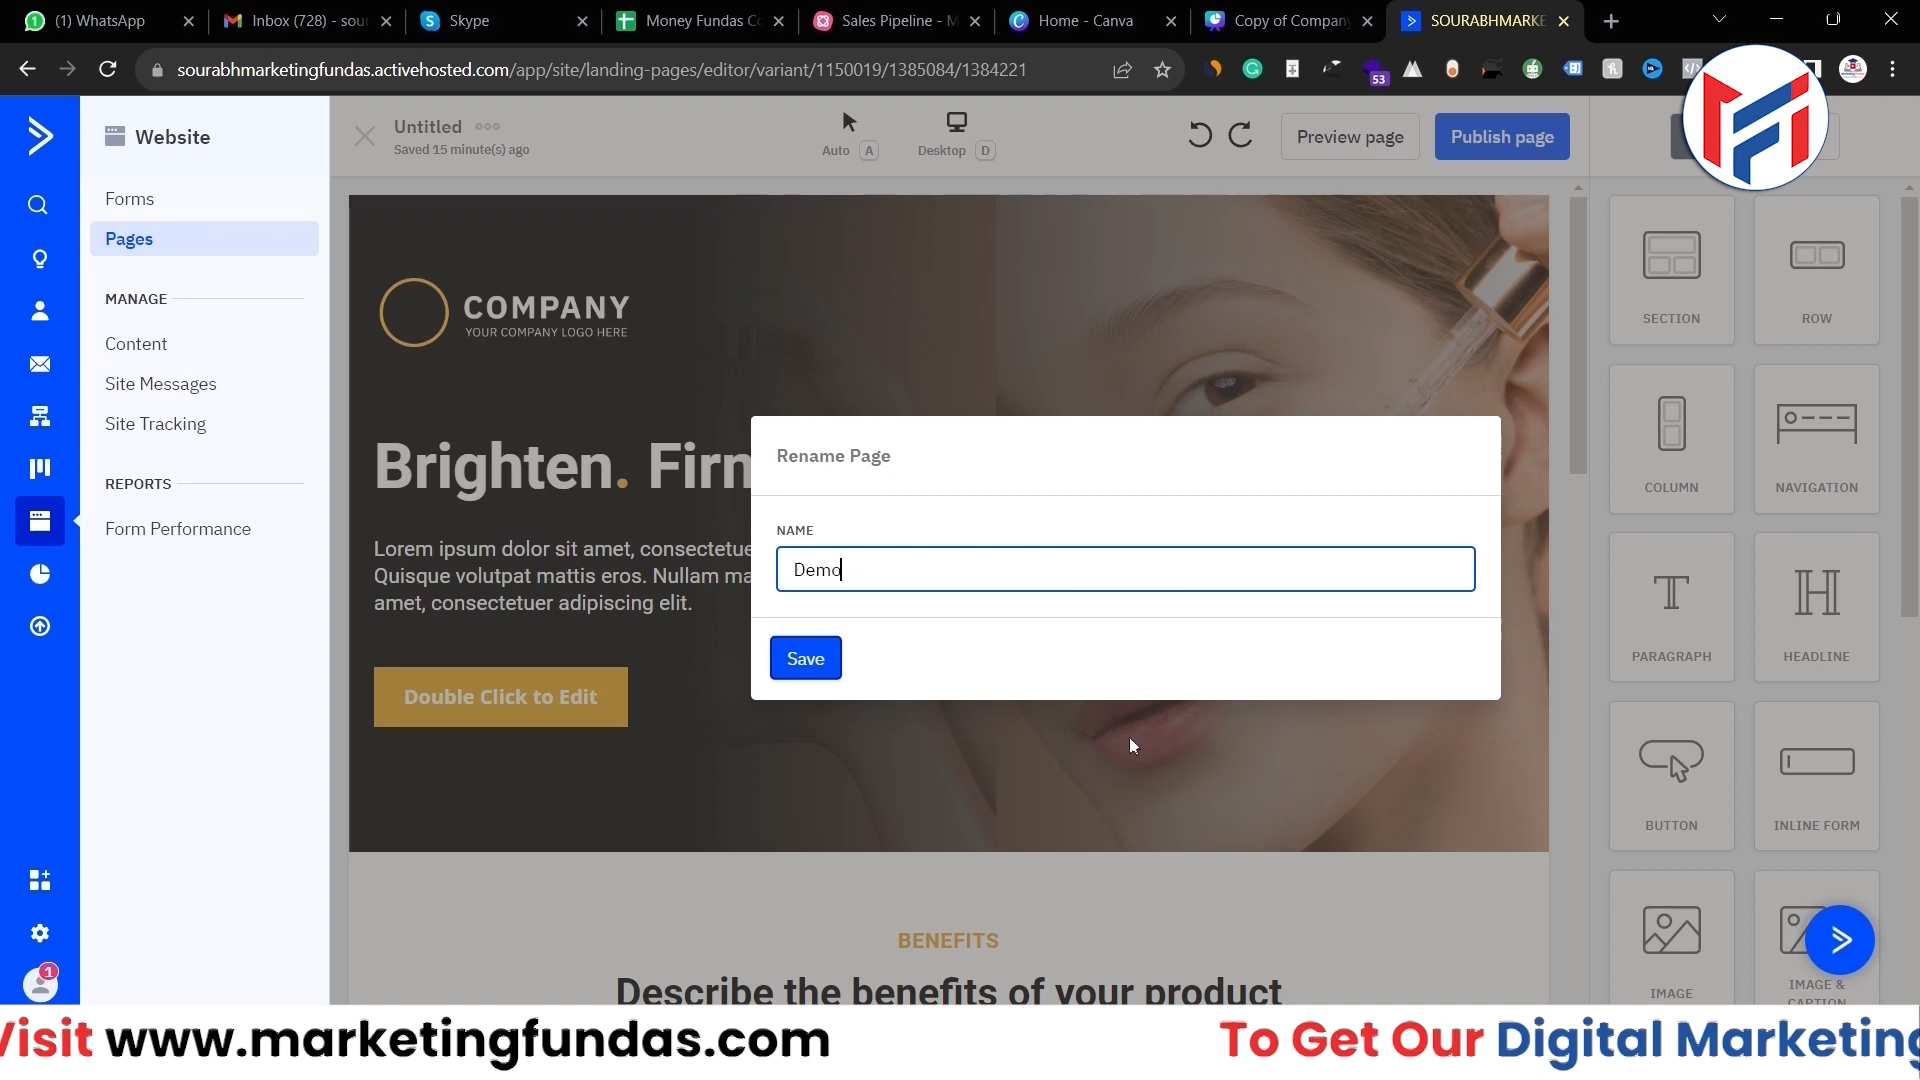 (1) WhatsApp
Inbox (728) - sour
Skype
Money Fundas Co
Sales Pipeline - M
Home - Canva
Copy of Company
SOURABHMARKE
sourabhmarketingfundas.activehosted.com/app/site/landing-pages/editor/variant/1150019/1385084/1384221
53
Website
Forms
Pages
MANAGE
Content
Site Messages
Site Tracking
REPORTS
Form Performance
1
Untitled
Saved 15 minute(s) ago
Auto A
Desktop D
Preview page
Publish page
COMPANY
YOUR COMPANY LOGO HERE
Brighten. Firm
Lorem ipsum dolor sit amet, consectetue
Quisque volutpat mattis eros. Nullam ma
amet, consectetuer adipiscing elit.
Double Click to Edit
Rename Page
NAME
Demo
Save
BENEFITS
Describe the benefits of your product
SECTION
ROW
COLUMN
NAVIGATION
PARAGRAPH
HEADLINE
BUTTON
INLINE FORM
IMAGE
IMAGE &
CAPTION
Visit www.marketingfundas.com
To Get Our Digital Marketing